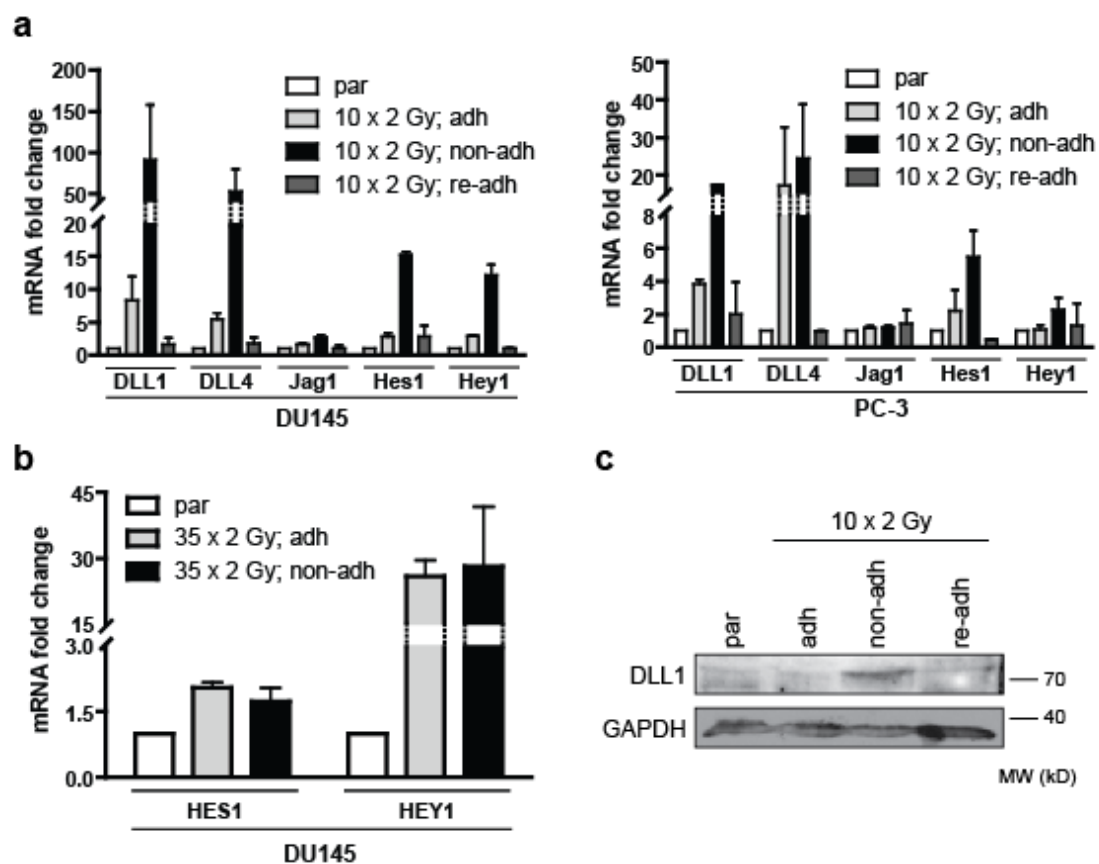 a
200
150
100
50
20
15
10
5
0
mRNA fold change
par
10 x 2 Gy; adh
10 x 2 Gy; non-adh
10 x 2 Gy; re-adh
DLL1 DLL4 Jag1 Hes1 Hey1
DU145
50
40
30
20
8
6
4
2
0
mRNA fold change
par
10 x 2 Gy; adh
10 x 2 Gy; non-adh
10 x 2 Gy; re-adh
DLL1 DLL4 Jag1 Hes1 Hey1
PC-3
b
45
30
15
3.0
1.5
0.0
mRNA fold change
par
35 x 2 Gy; adh
35 x 2 Gy; non-adh
HES1 HEY1
DU145
c
10 x 2 Gy
par adh non-adh re-adh
DLL1 70
GAPDH 40
MW (kD)